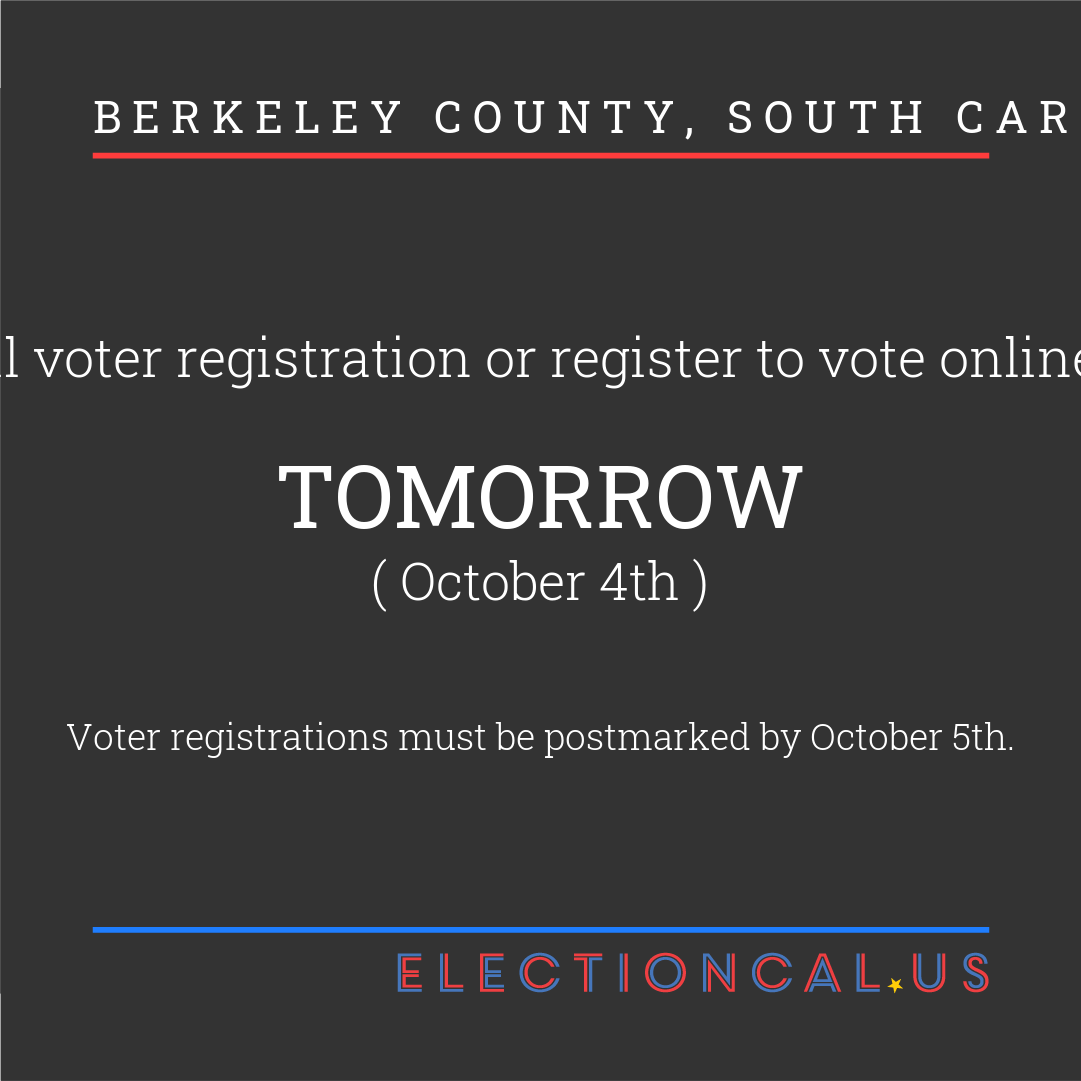 BERKELEY COUNTY, SOUTH CAR
l voter registration or register to vote online
TOMORROW
( October 4th )
Voter registrations must be postmarked by October 5th.
ELECTIONCAL.US